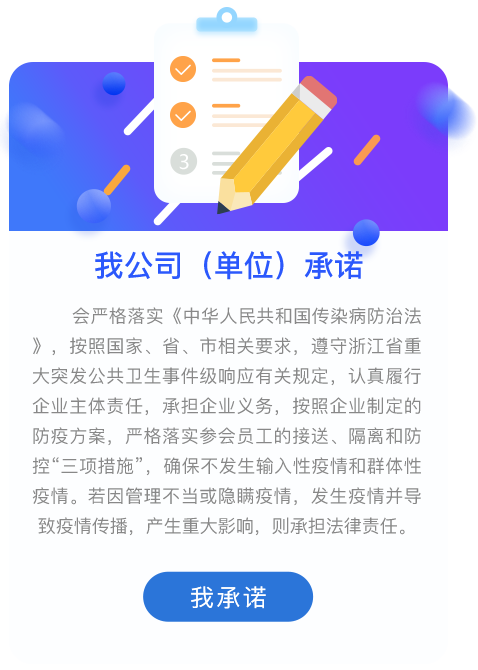 3
我公司（单位）承诺
会严格落实《中华人民共和国传染病防治法
》，按照国家、省、市相关要求，遵守浙江省重
大突发公共卫生事件级响应有关规定，认真履行
企业主体责任，承担企业义务，按照企业制定的
防疫方案，严格落实参会员工的接送、隔离和防
控“三项措施”，确保不发生输入性疫情和群体性
疫情。若因管理不当或隐瞒疫情，发生疫情并导
致疫情传播，产生重大影响，则承担法律责任。
我承诺